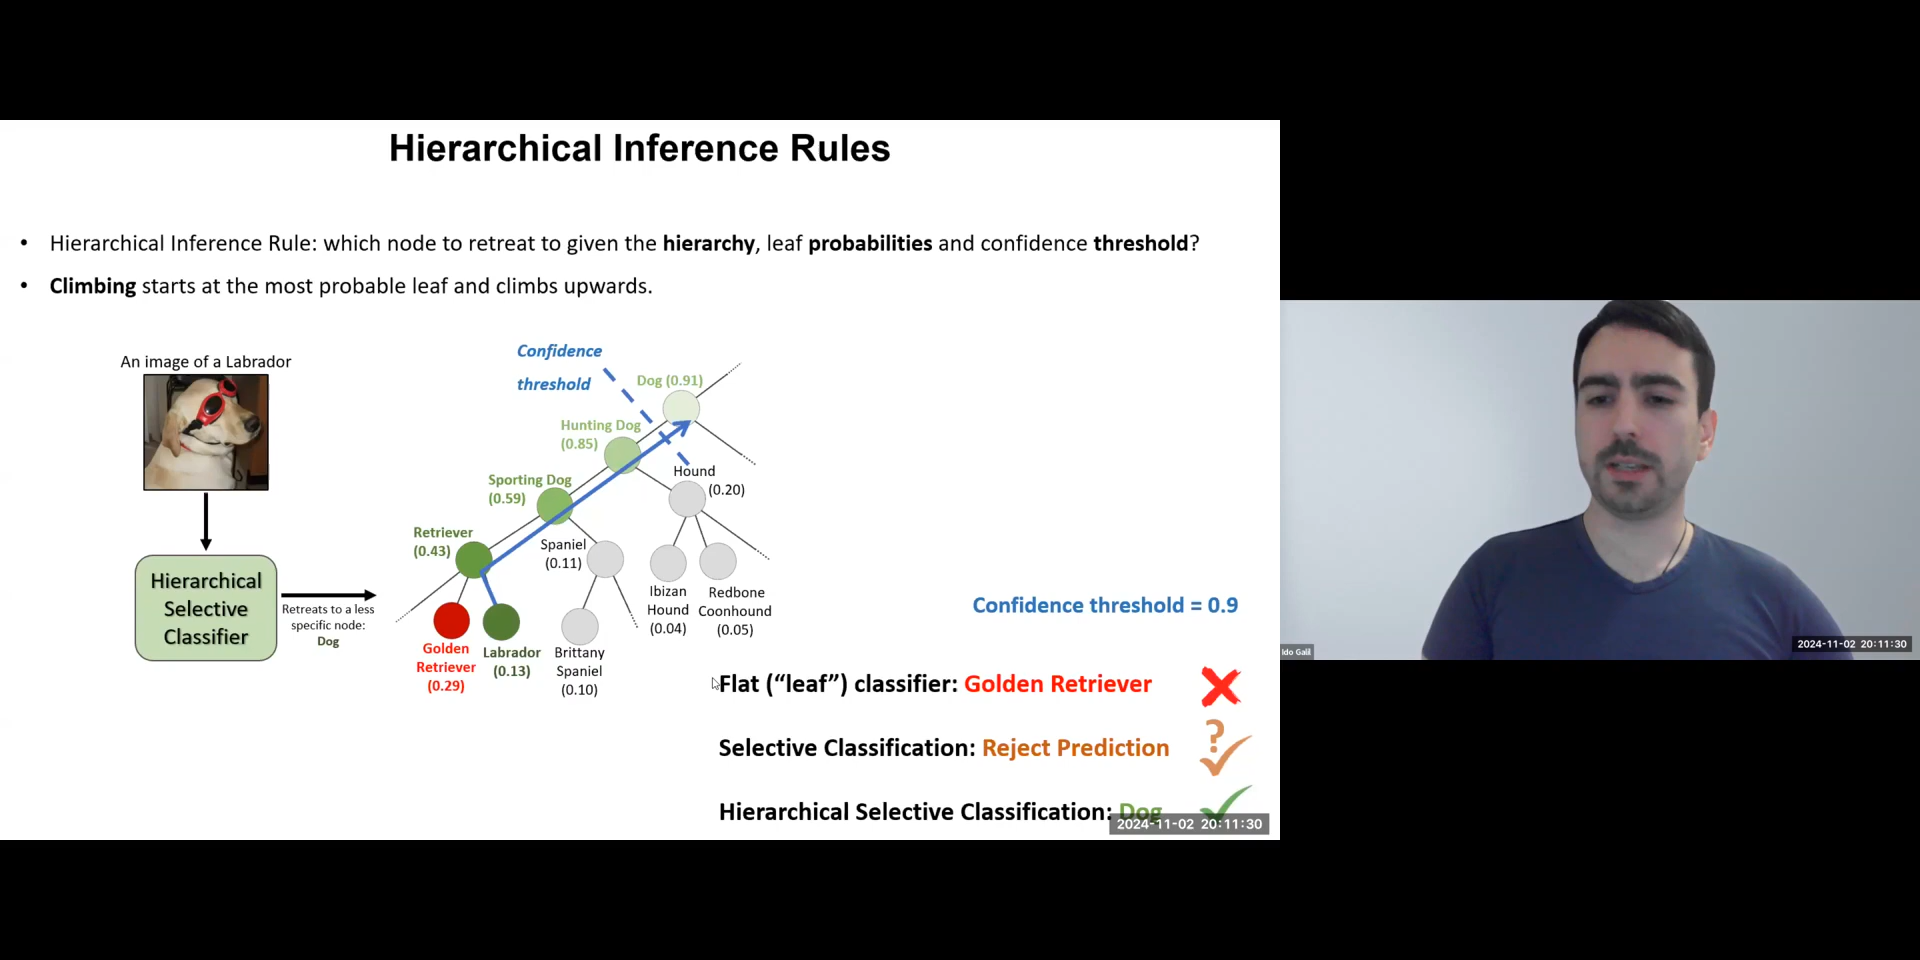 Hierarchical Inference Rules
• Hierarchical Inference Rule: which node to retreat to given the hierarchy, leaf probabilities and confidence threshold?
• Climbing starts at the most probable leaf and climbs upwards.
An image of a Labrador
Hierarchical
Selective
Classifier
Retreats to a less
specific node:
Dog
Confidence
threshold
Dog (0.91)
Hunting Dog
(0.85)
Hound
(0.20)
Sporting Dog
(0.59)
Retriever
(0.43)
Spaniel
(0.11)
Ibizan
Hound
(0.04)
Redbone
Coonhound
(0.05)
Golden
Retriever
(0.29)
Labrador
(0.13)
Brittany
Spaniel
(0.10)
Confidence threshold = 0.9
Flat (“leaf”) classifier: Golden Retriever
Selective Classification: Reject Prediction
?
Hierarchical Selective Classification: Dog
2024-11-02 20:11:30
Ido Galil
2024-11-02 20:11:30